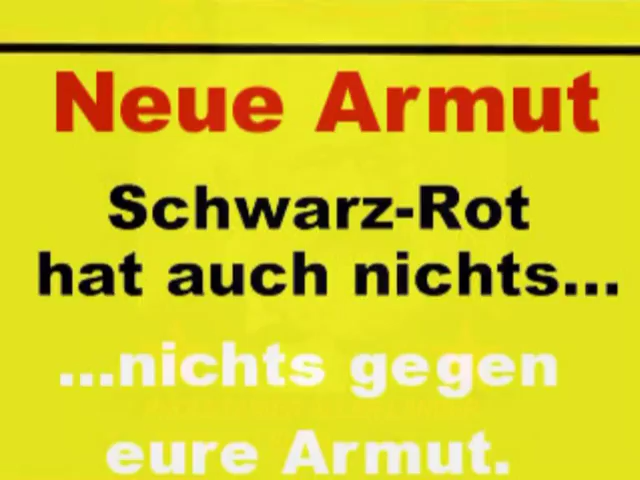 Neue Armut
Schwarz-Rot
hat auch nichts...
...nichts gegen
eure Armut.